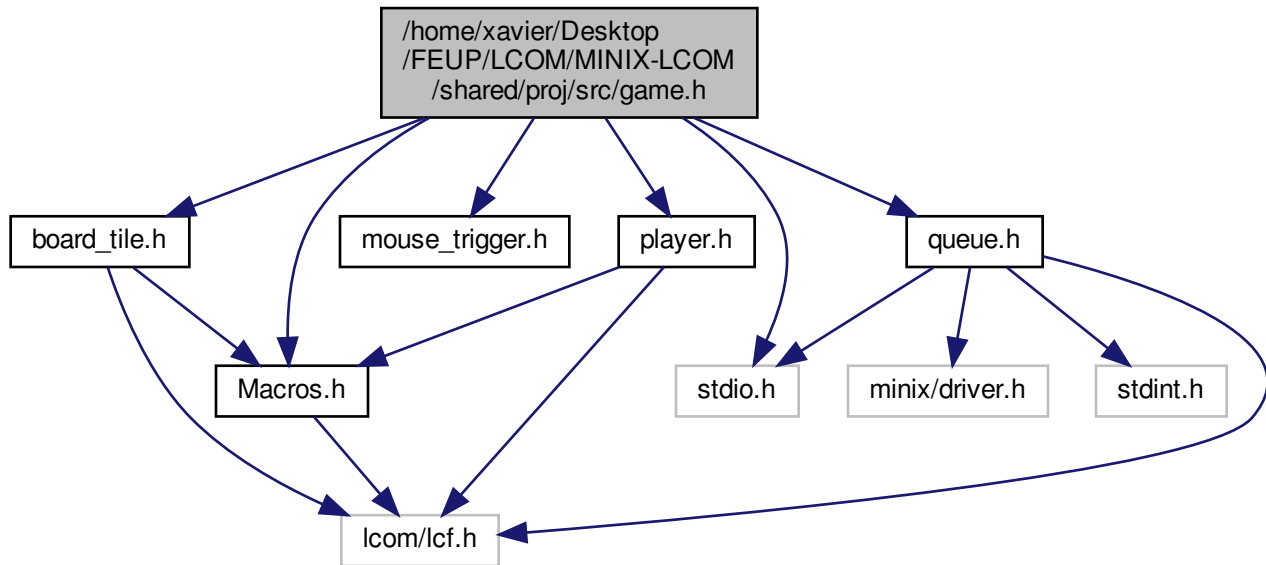 /home/xavier/Desktop
/FEUP/LCOM/MINIX-LCOM
/shared/proj/src/game.h
board_tile.h
mouse_trigger.h
player.h
queue.h
Macros.h
stdio.h
minix/driver.h
stdint.h
lcom/lcf.h